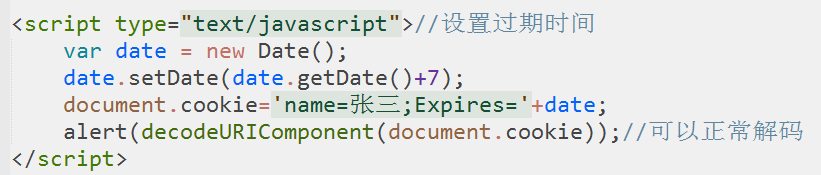 <script type="text/javascript">//设置过期时间
var date = new Date();
date.setDate(date.getDate()+7);
document.cookie='name=张三;Expires='+date;
alert(decodeURIComponent(document.cookie));//可以正常解码
</script>